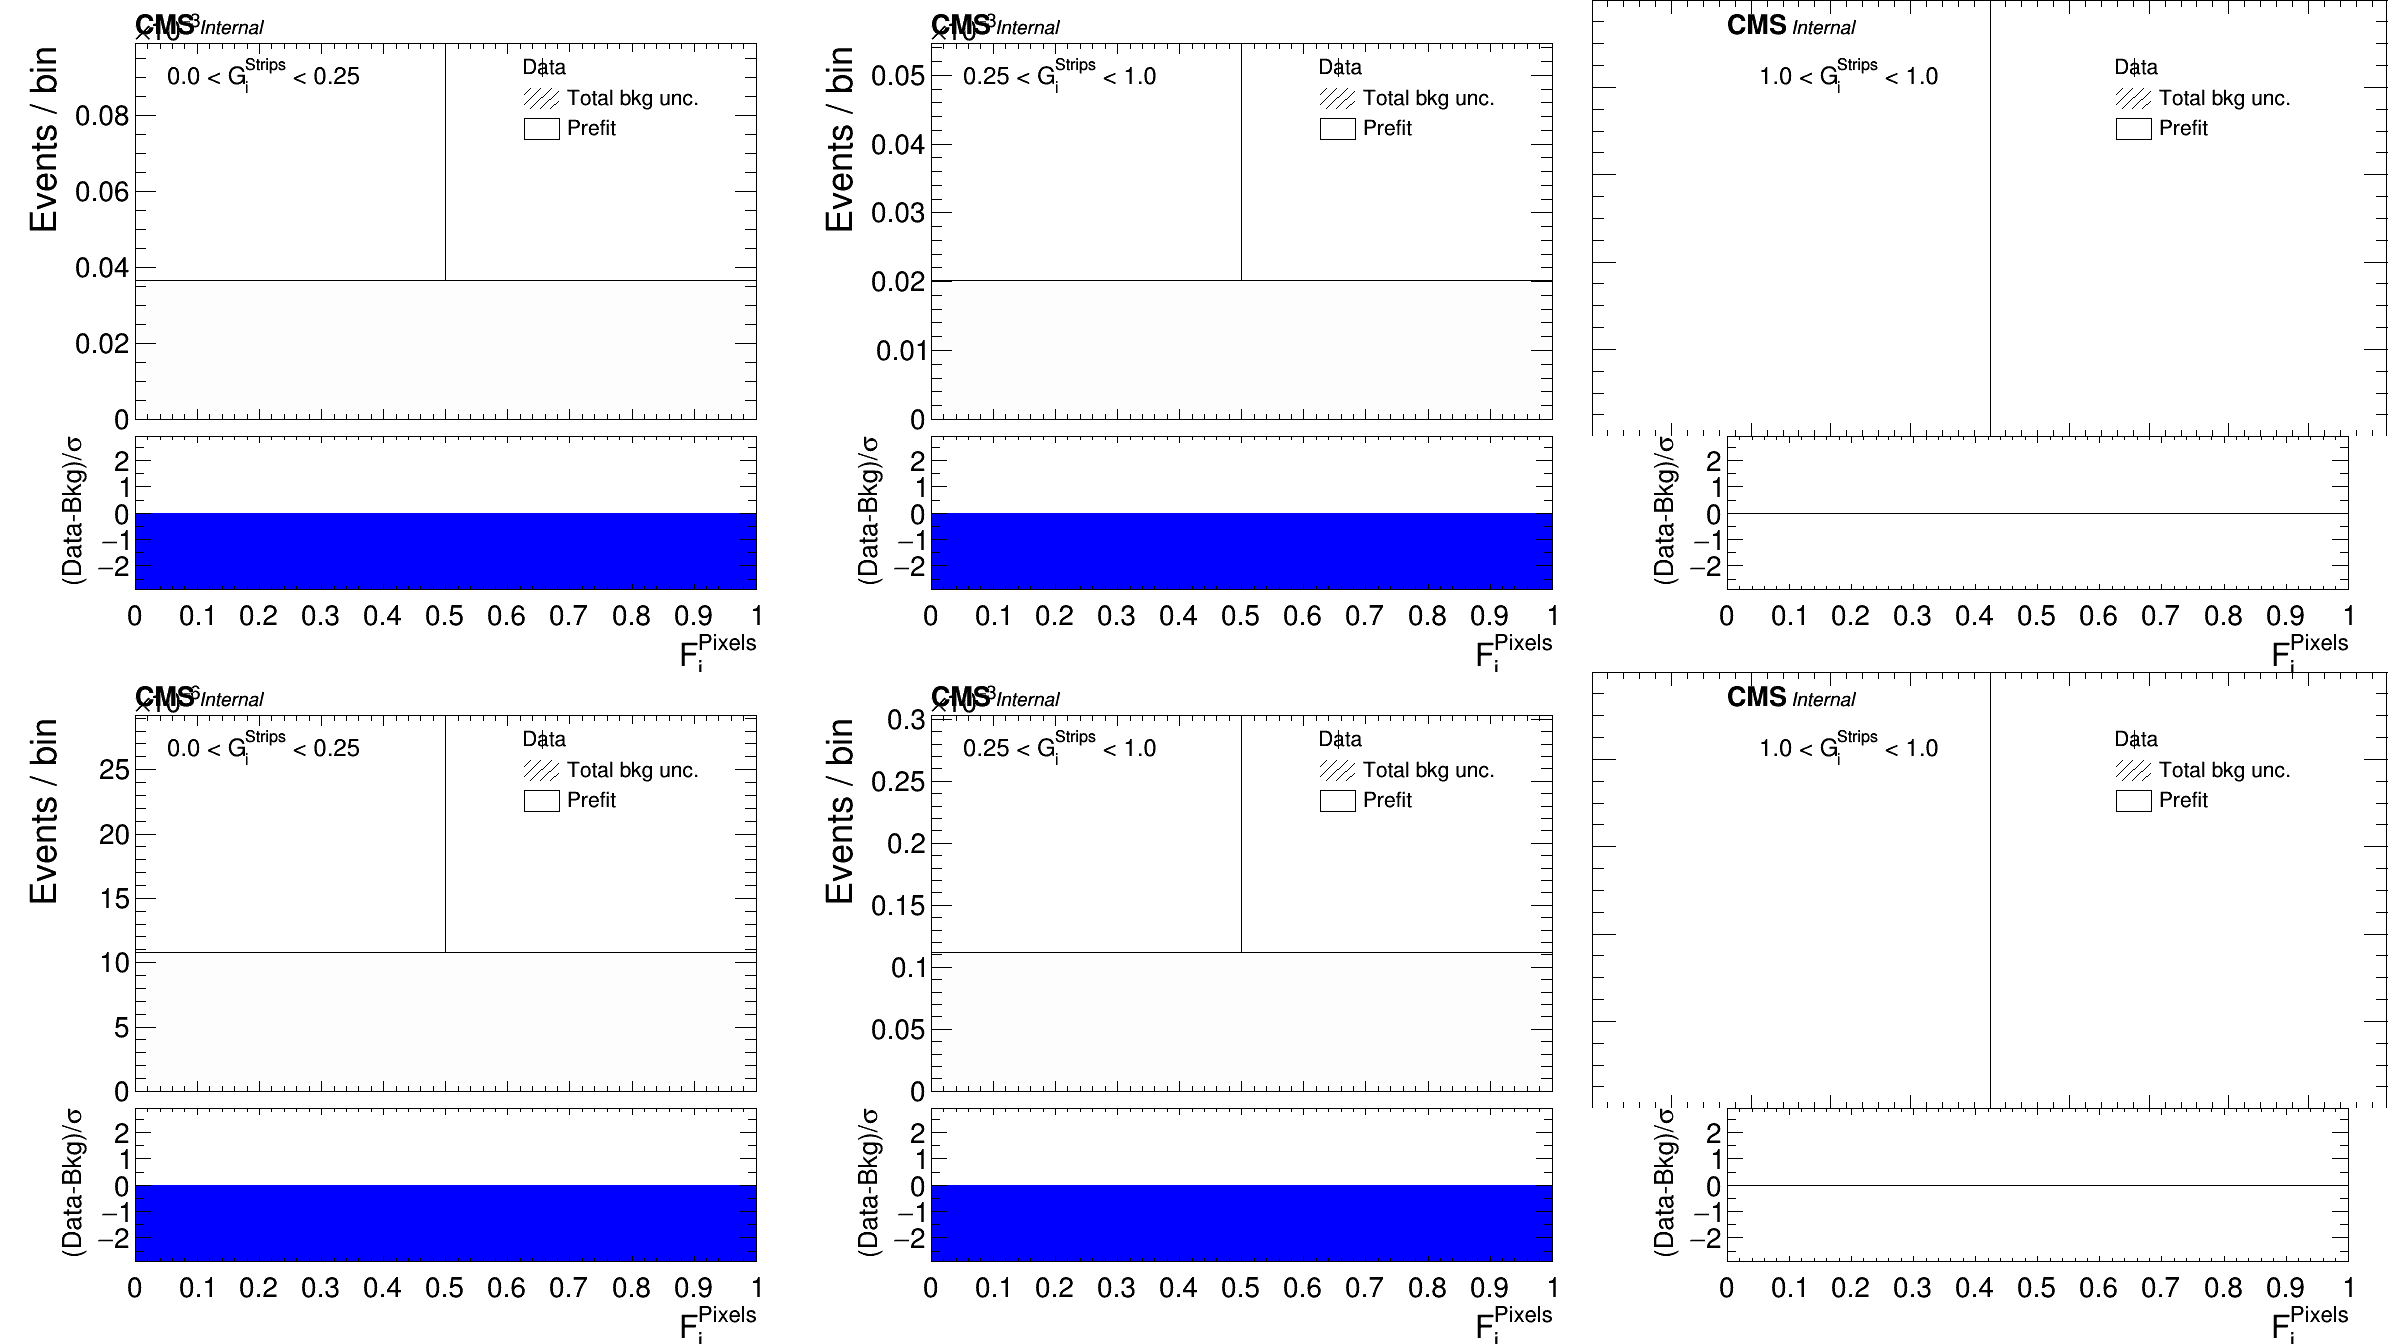 CMS Internal
×10³
Events / bin
0.0 < G_i^Strips < 0.25
Data
Total bkg unc.
Prefit
0.08
0.06
0.04
0.02
0
(Data-Bkg)/σ
2
1
0
−1
−2
0 0.1 0.2 0.3 0.4 0.5 0.6 0.7 0.8 0.9 1
F_i^Pixels
CMS Internal
×10³
Events / bin
0.25 < G_i^Strips < 1.0
Data
Total bkg unc.
Prefit
0.05
0.04
0.03
0.02
0.01
0
(Data-Bkg)/σ
2
1
0
−1
−2
0 0.1 0.2 0.3 0.4 0.5 0.6 0.7 0.8 0.9 1
F_i^Pixels
CMS Internal
1.0 < G_i^Strips < 1.0
Data
Total bkg unc.
Prefit
(Data-Bkg)/σ
2
1
0
−1
−2
0 0.1 0.2 0.3 0.4 0.5 0.6 0.7 0.8 0.9 1
F_i^Pixels
CMS Internal
Events / bin
0.0 < G_i^Strips < 0.25
Data
Total bkg unc.
Prefit
25
20
15
10
5
0
(Data-Bkg)/σ
2
1
0
−1
−2
0 0.1 0.2 0.3 0.4 0.5 0.6 0.7 0.8 0.9 1
F_i^Pixels
CMS Internal
Events / bin
0.25 < G_i^Strips < 1.0
Data
Total bkg unc.
Prefit
0.3
0.25
0.2
0.15
0.1
0.05
0
(Data-Bkg)/σ
2
1
0
−1
−2
0 0.1 0.2 0.3 0.4 0.5 0.6 0.7 0.8 0.9 1
F_i^Pixels
CMS Internal
1.0 < G_i^Strips < 1.0
Data
Total bkg unc.
Prefit
(Data-Bkg)/σ
2
1
0
−1
−2
0 0.1 0.2 0.3 0.4 0.5 0.6 0.7 0.8 0.9 1
F_i^Pixels